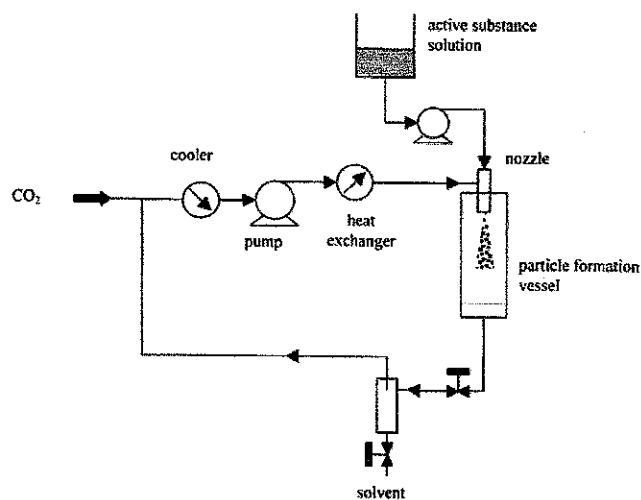 active substance
solution
cooler
nozzle
CO₂
pump
heat
exchanger
particle formation
vessel
solvent